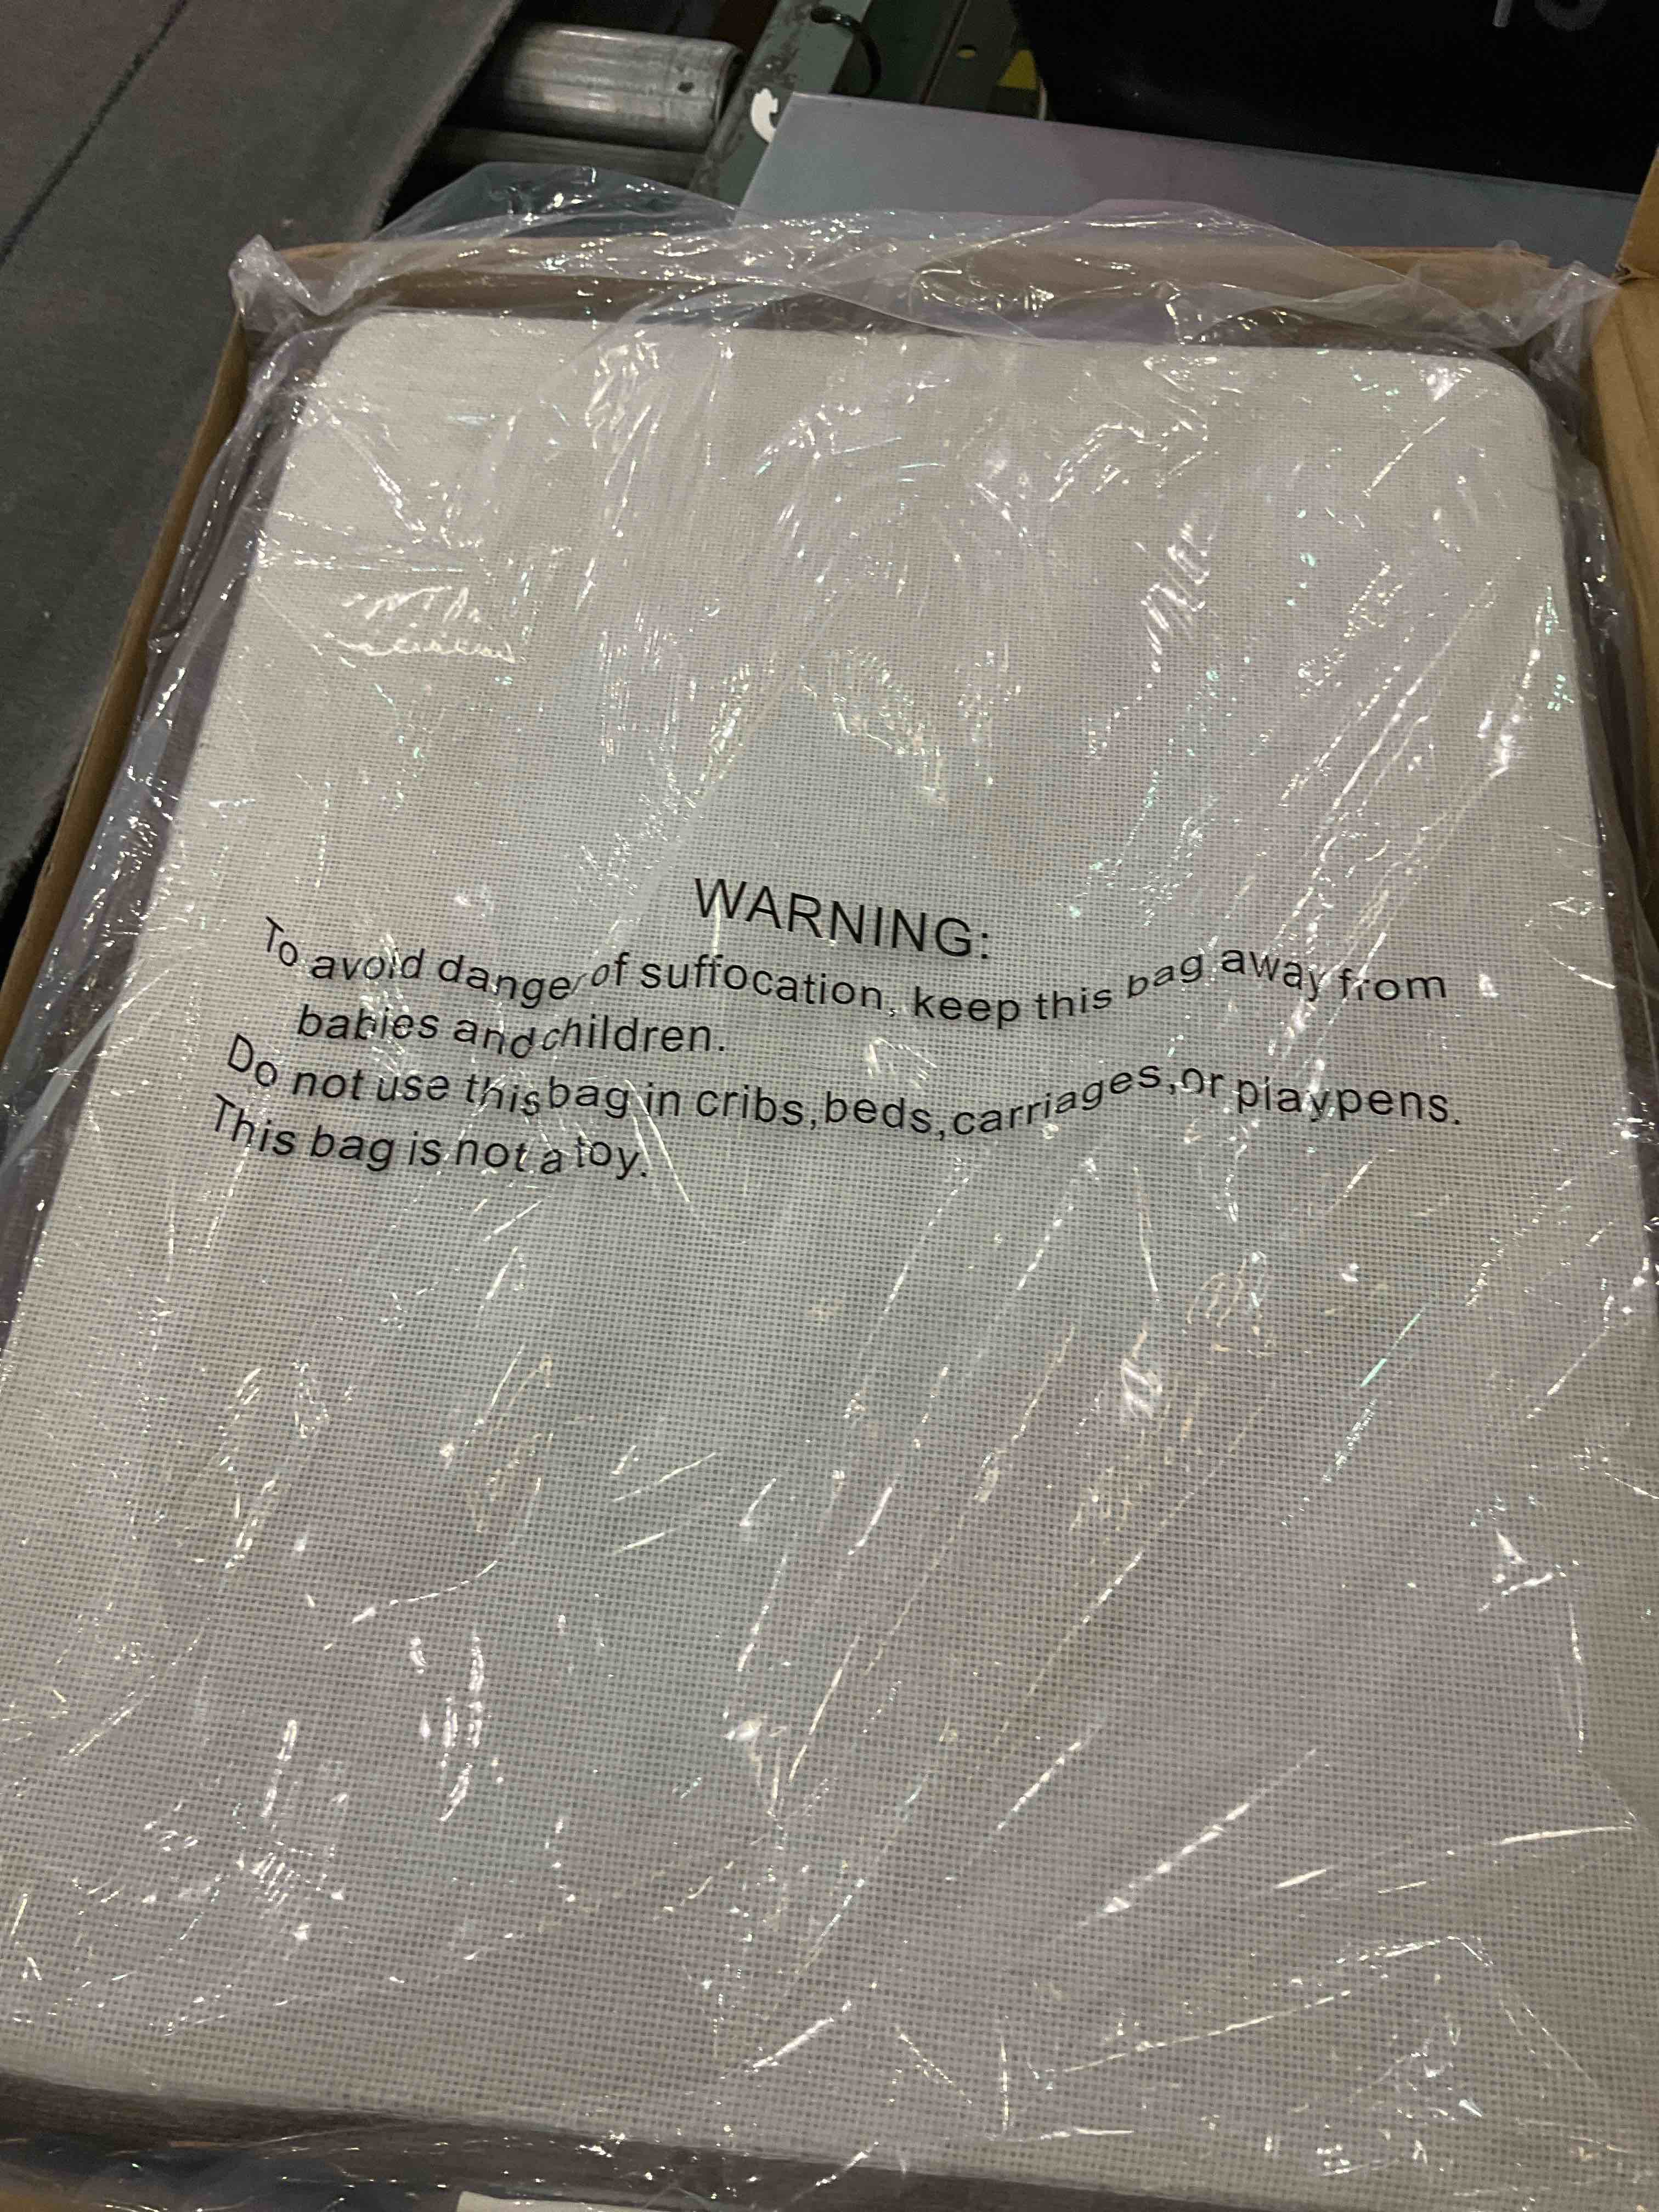 WARNING:
To avoid danger of suffocation, keep this bag away from
babies and children.
Do not use this bag in cribs,beds,carriages,or playpens.
This bag is not a toy.